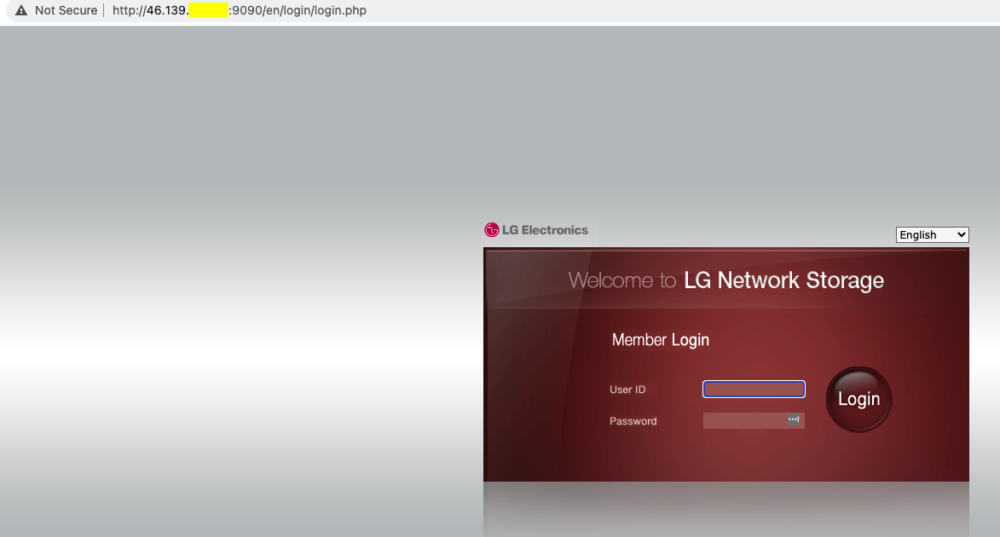 Not Secure http://46.139. :9090/en/login/login.php
LG Electronics
English
Welcome to LG Network Storage
Member Login
User ID
Password
Login